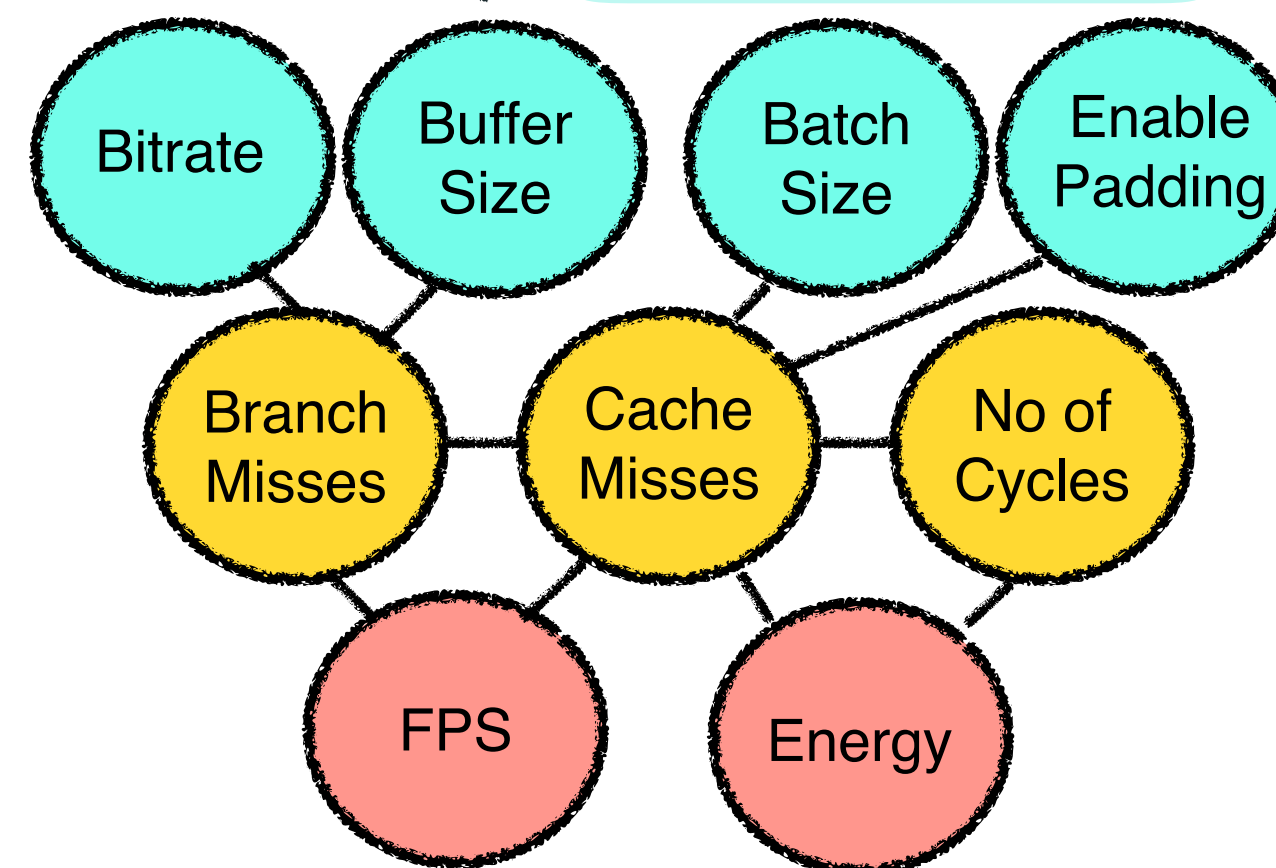 Bitrate
Buffer
Size
Batch
Size
Enable
Padding
Branch
Misses
Cache
Misses
No of
Cycles
FPS
Energy